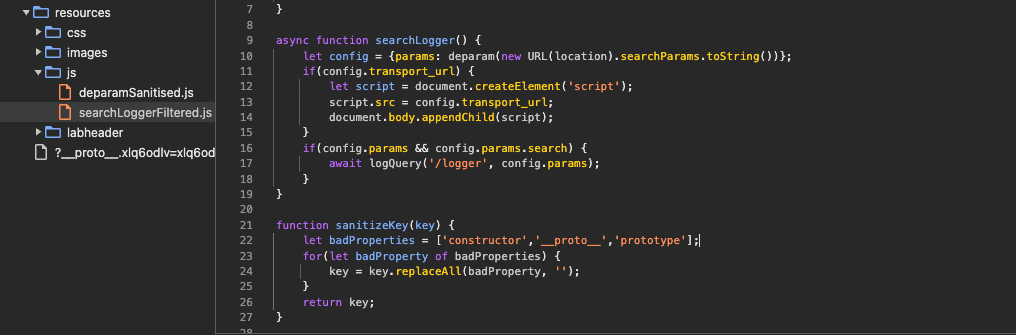 resources
css
images
js
deparamSanitised.js
searchLoggerFiltered.js
labheader
?__proto__.xlq6odlv=xlq6od
7 }
8
9 async function searchLogger() {
10 let config = {params: deparam(new URL(location).searchParams.toString())};
11 if(config.transport_url) {
12 let script = document.createElement('script');
13 script.src = config.transport_url;
14 document.body.appendChild(script);
15 }
16 if(config.params && config.params.search) {
17 await logQuery('/logger', config.params);
18 }
19 }
20
21 function sanitizeKey(key) {
22 let badProperties = ['constructor','__proto__','prototype'];
23 for(let badProperty of badProperties) {
24 key = key.replaceAll(badProperty, '');
25 }
26 return key;
27 }
28